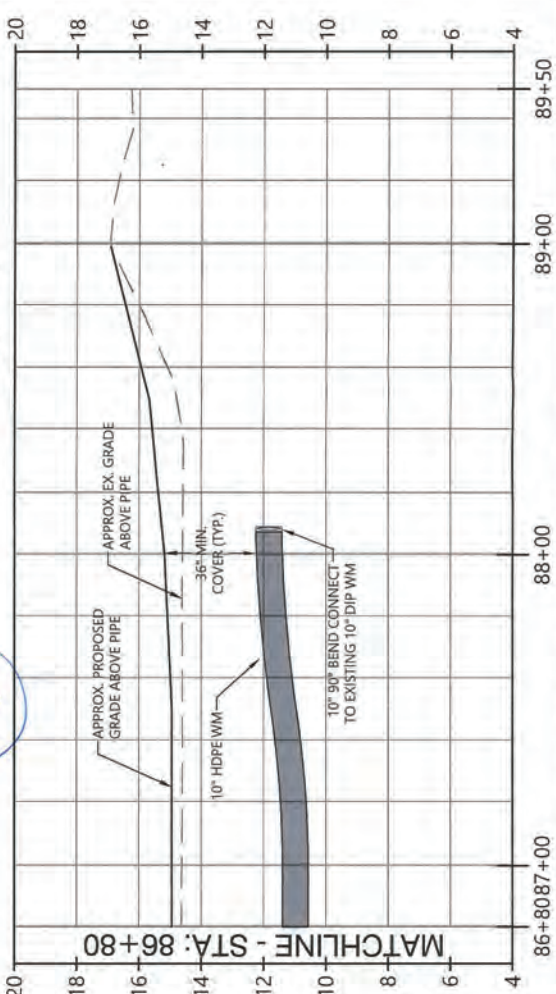 20
18
16
14
12
10
8
6
4
APPROX. PROPOSED
GRADE ABOVE PIPE
APPROX. EX. GRADE
ABOVE PIPE
36" MIN.
COVER (TYP.)
10" HDPE WM
10" 90° BEND CONNECT
TO EXISTING 10" DIP WM
MATCHLINE - STA: 86+80
20
18
16
14
12
10
8
6
4
86+80
87+00
88+00
89+00
89+50